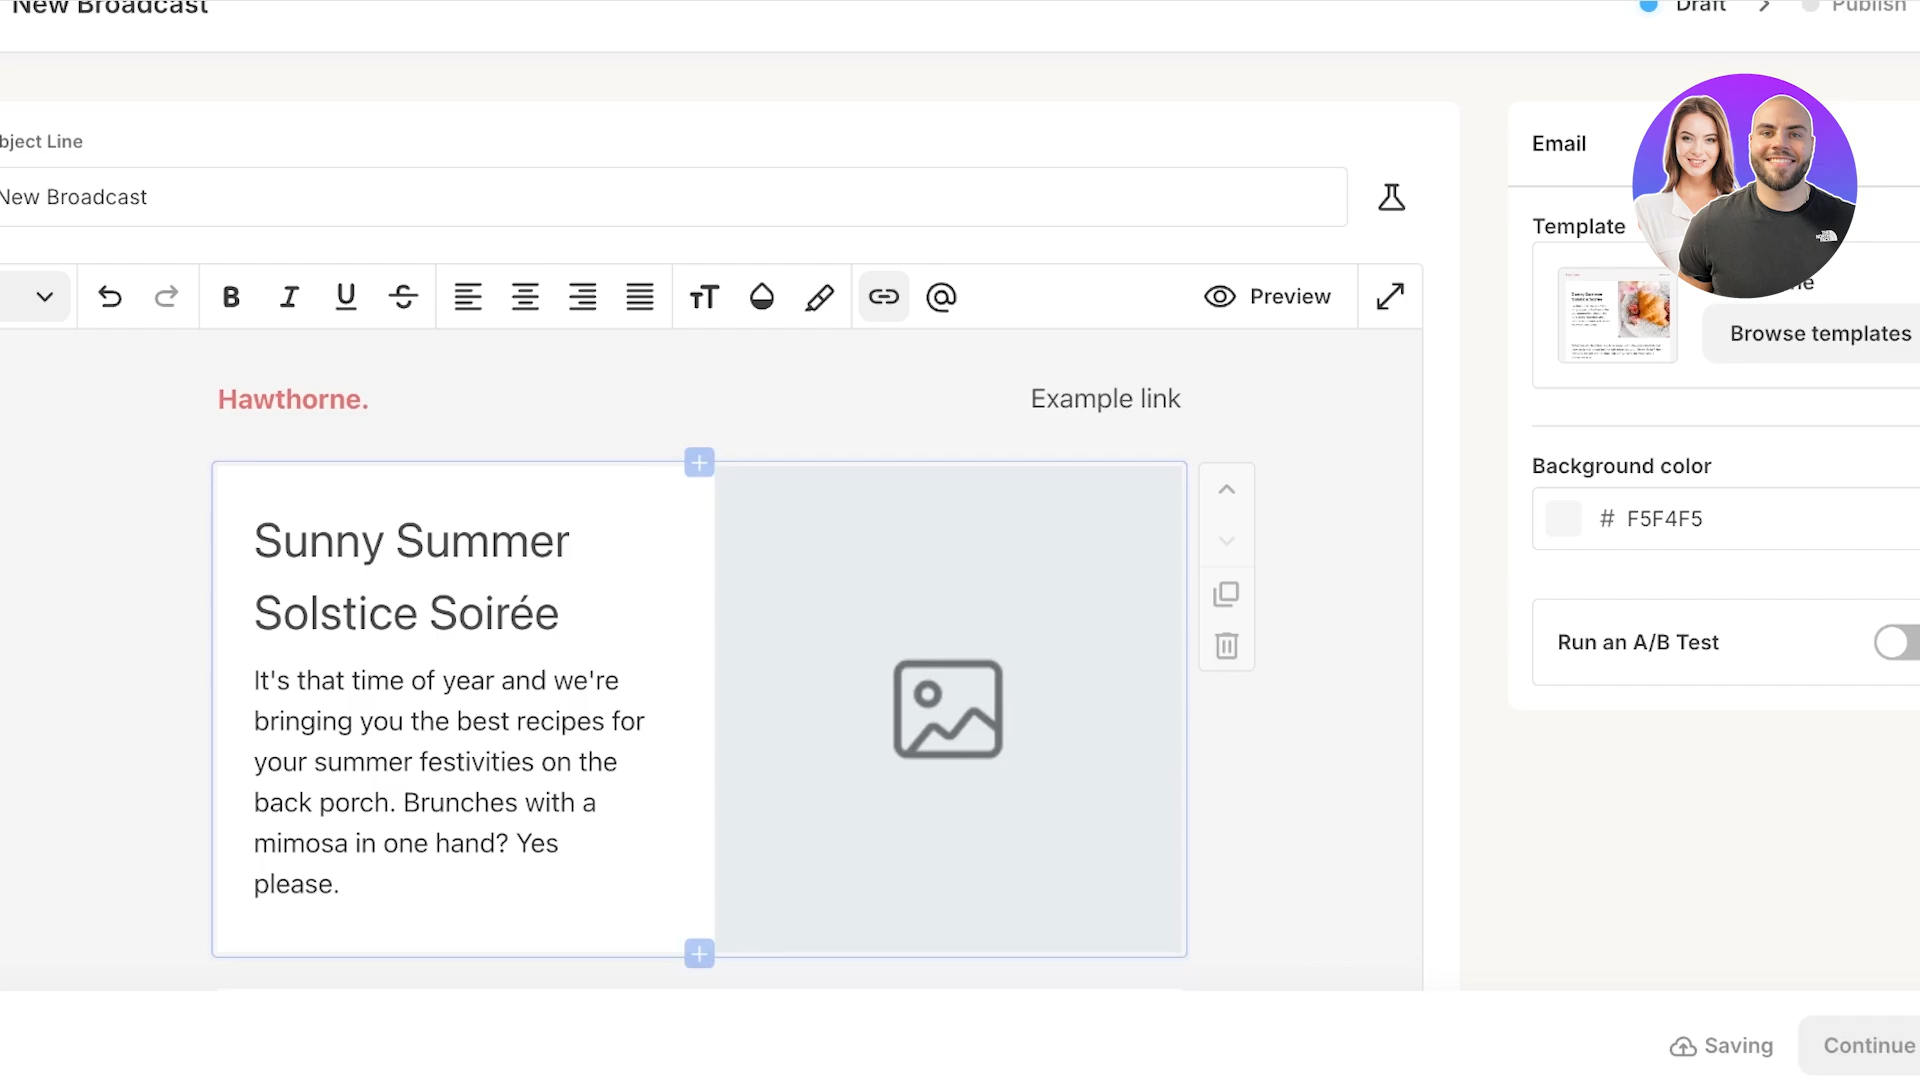 New Broadcast
Draft
Publish
bject Line
New Broadcast
Email
Template
Browse templates
Preview
Hawthorne.
Example link
Sunny Summer
Solstice Soirée
It's that time of year and we're
bringing you the best recipes for
your summer festivities on the
back porch. Brunches with a
mimosa in one hand? Yes
please.
Background color
# F5F4F5
Run an A/B Test
Saving
Continue